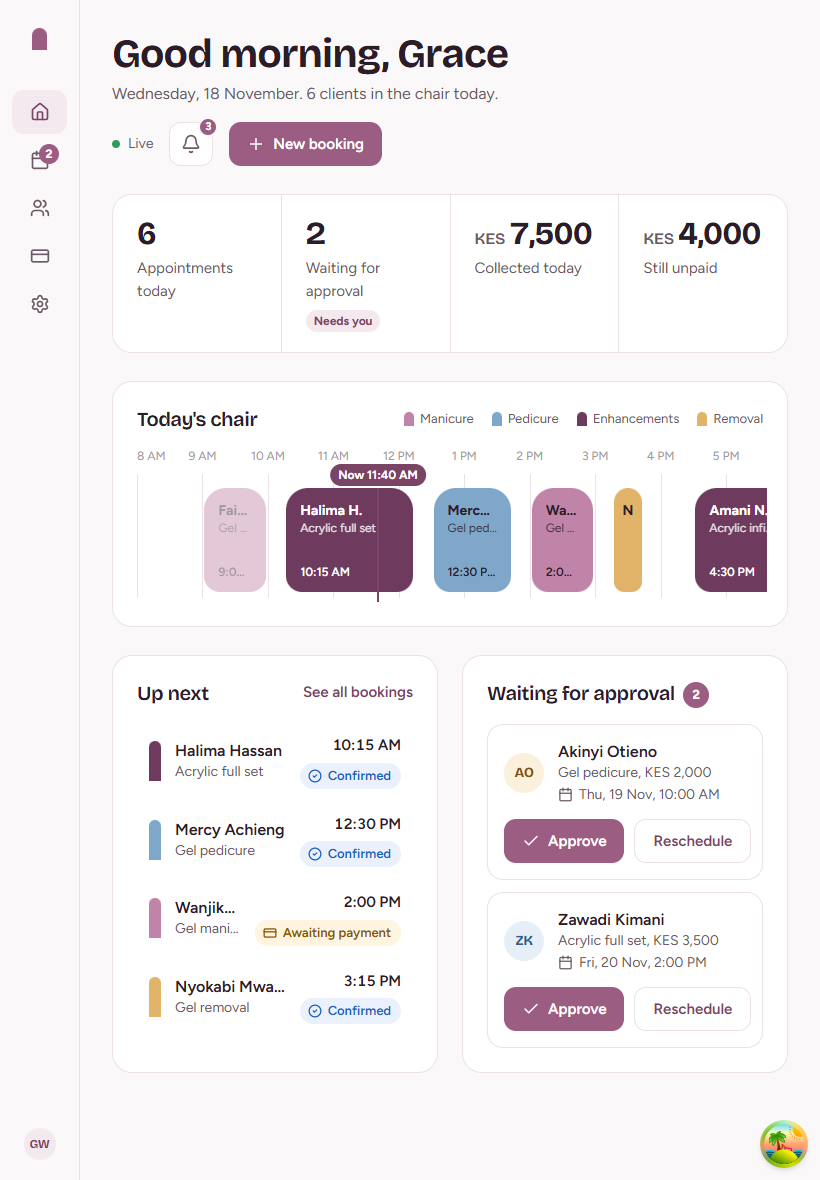 Good morning, Grace
Wednesday, 18 November. 6 clients in the chair today.
Live
3
New booking
2
6
Appointments
today
2
Waiting for
approval
Needs you
KES 7,500
Collected today
KES 4,000
Still unpaid
Today's chair
Manicure
Pedicure
Enhancements
Removal
8 AM 9 AM 10 AM 11 AM 12 PM 1 PM 2 PM 3 PM 4 PM 5 PM
Now 11:40 AM
Fai...
Gel ...
9:0...
Halima H.
Acrylic full set
10:15 AM
Merc...
Gel ped...
12:30 P...
Wa...
Gel ...
2:0...
N
Amani N.
Acrylic infi
4:30 PM
Up next
See all bookings
Halima Hassan
Acrylic full set
10:15 AM
Confirmed
Mercy Achieng
Gel pedicure
12:30 PM
Confirmed
Wanjik...
Gel mani...
2:00 PM
Awaiting payment
Nyokabi Mwa...
Gel removal
3:15 PM
Confirmed
Waiting for approval 2
AO
Akinyi Otieno
Gel pedicure, KES 2,000
Thu, 19 Nov, 10:00 AM
Approve
Reschedule
ZK
Zawadi Kimani
Acrylic full set, KES 3,500
Fri, 20 Nov, 2:00 PM
Approve
Reschedule
GW